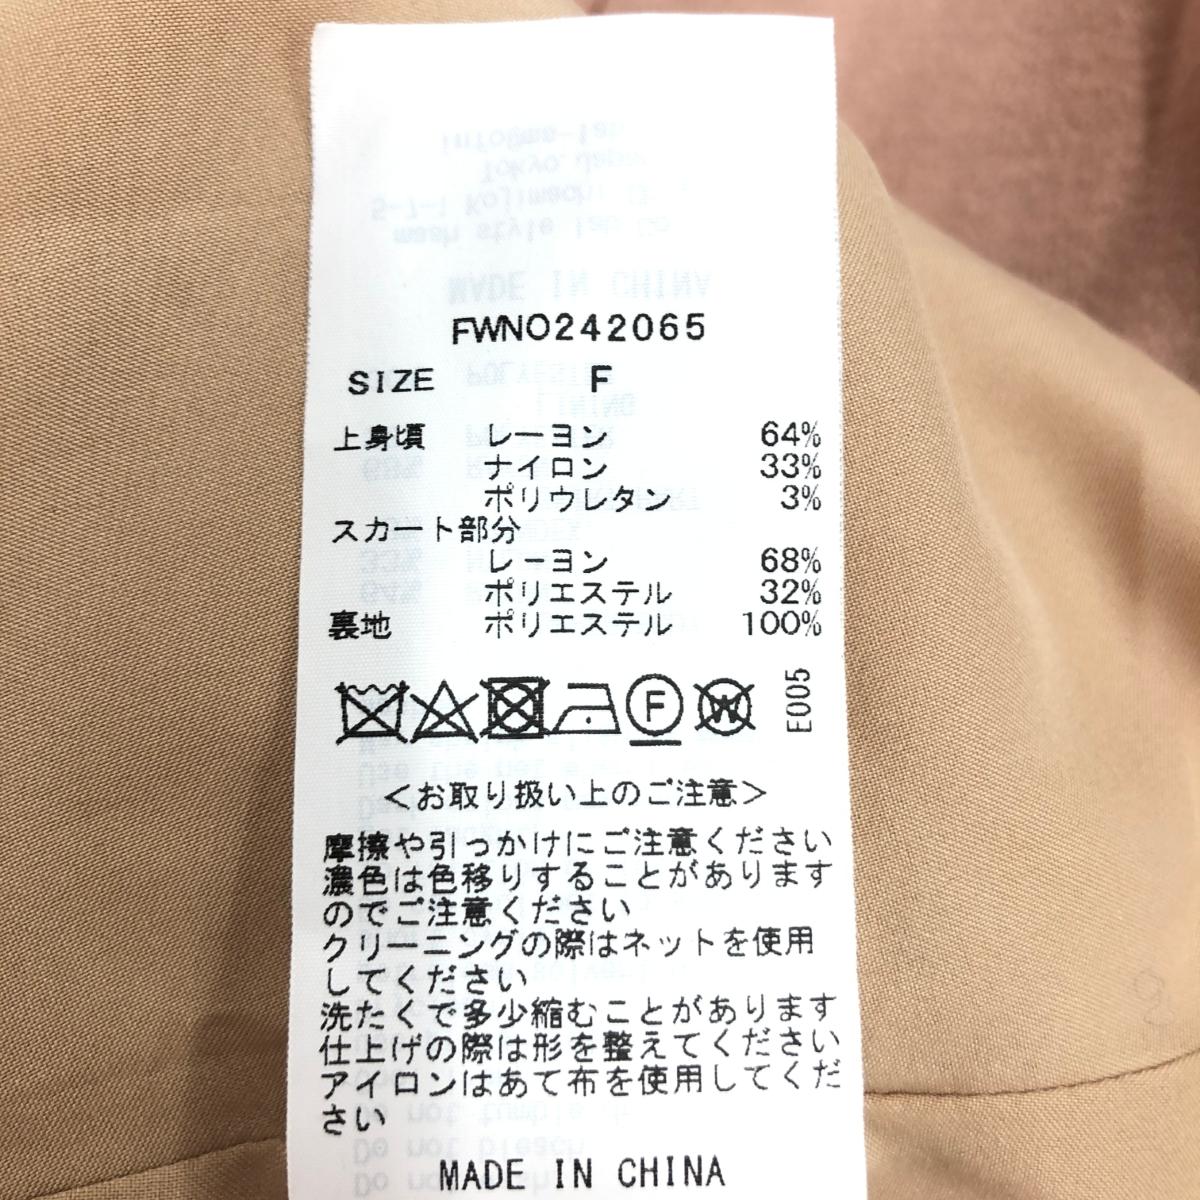 FWNO242065
SIZE F
上身頃 レーヨン 64%
ナイロン 33%
ポリウレタン 3%
スカート部分
レーヨン 68%
ポリエステル 32%
裏地 ポリエステル 100%
F W E005
<お取り扱い上のご注意>
摩擦や引っかけにご注意ください
濃色は色移りすることがあります
のでご注意ください
クリーニングの際はネットを使用
してください
洗たくで多少縮むことがあります
仕上げの際は形を整えてください
アイロンはあて布を使用してくだ
さい
MADE IN CHINA